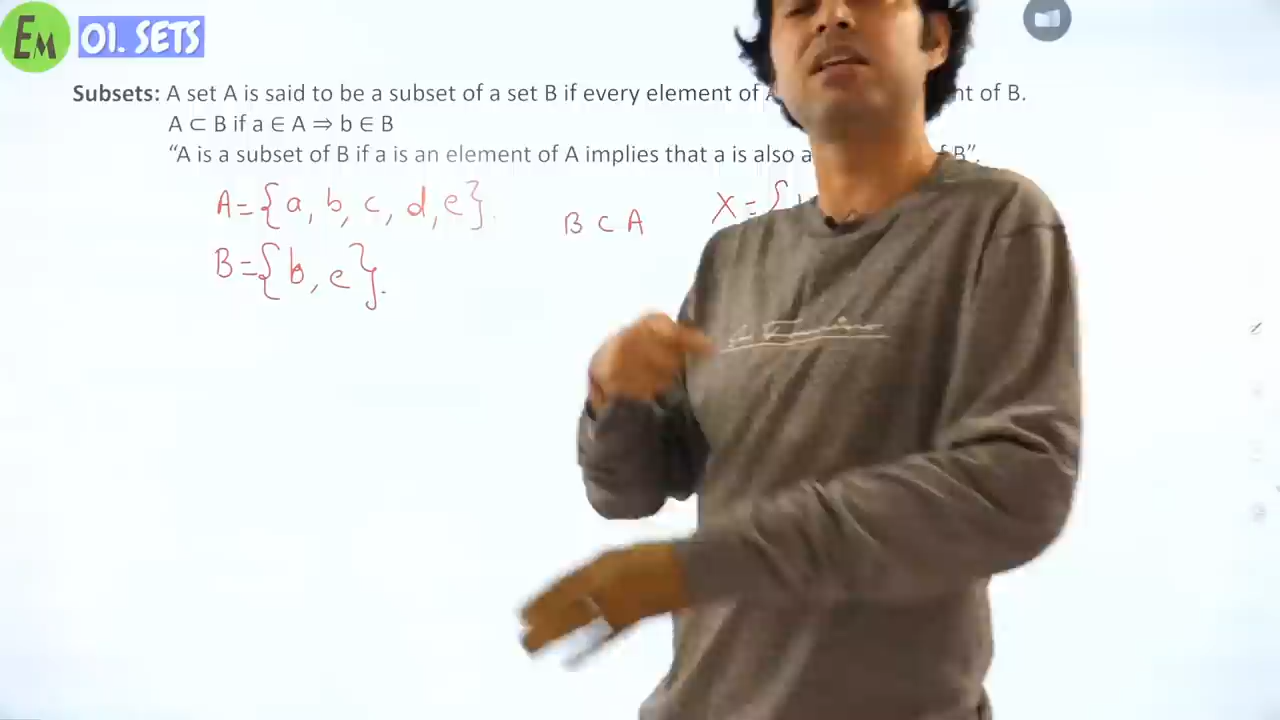 EM 01. SETS
Subsets: A set A is said to be a subset of a set B if every element of A nt of B.
A ⊂ B if a ∈ A ⇒ b ∈ B
“A is a subset of B if a is an element of A implies that a is also a of B”.
A={a, b, c, d, e}. B ⊂ A X={
B={b, e}.